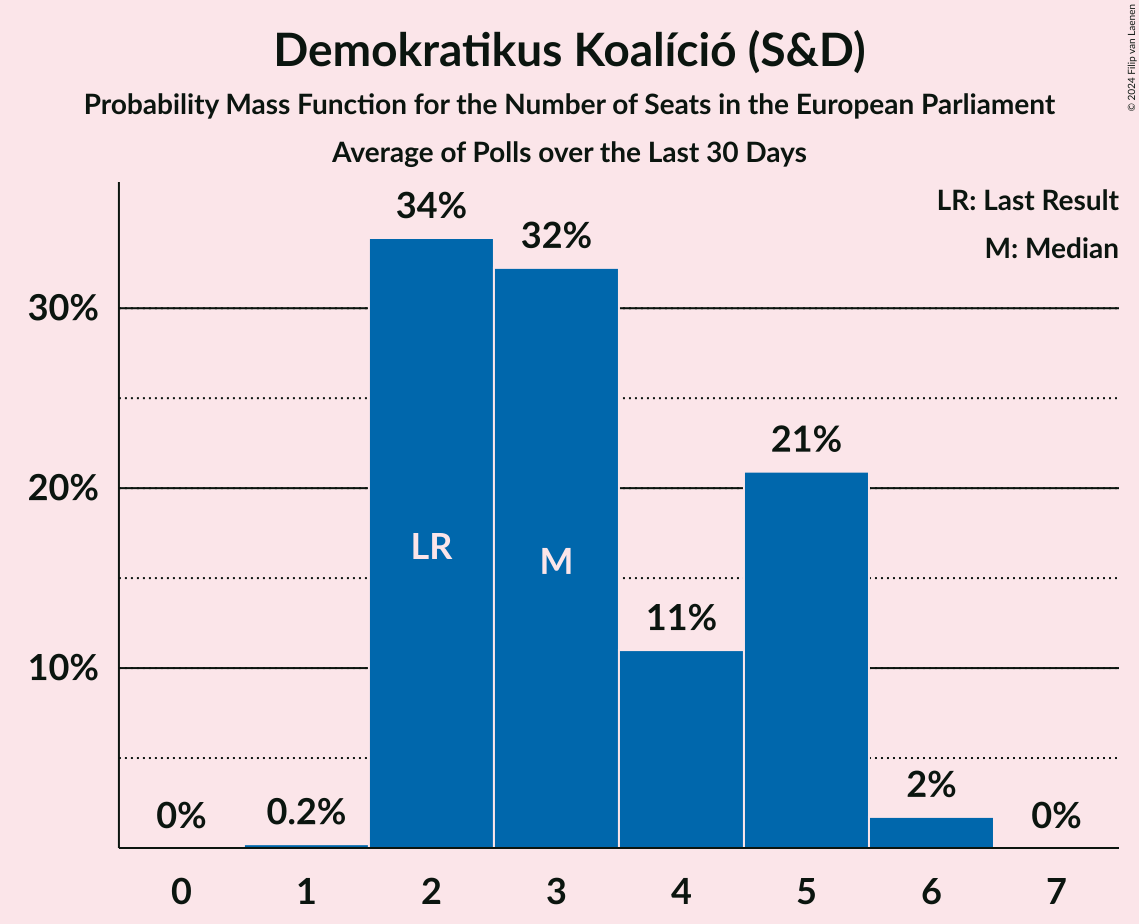 Demokratikus Koalíció (S&D)
Probability Mass Function for the Number of Seats in the European Parliament
Average of Polls over the Last 30 Days
© 2024 Filip van Laenen
LR: Last Result
M: Median
34%
32%
30%
21%
20%
LR
M
11%
10%
0%
0.2%
2%
0%
0 1 2 3 4 5 6 7